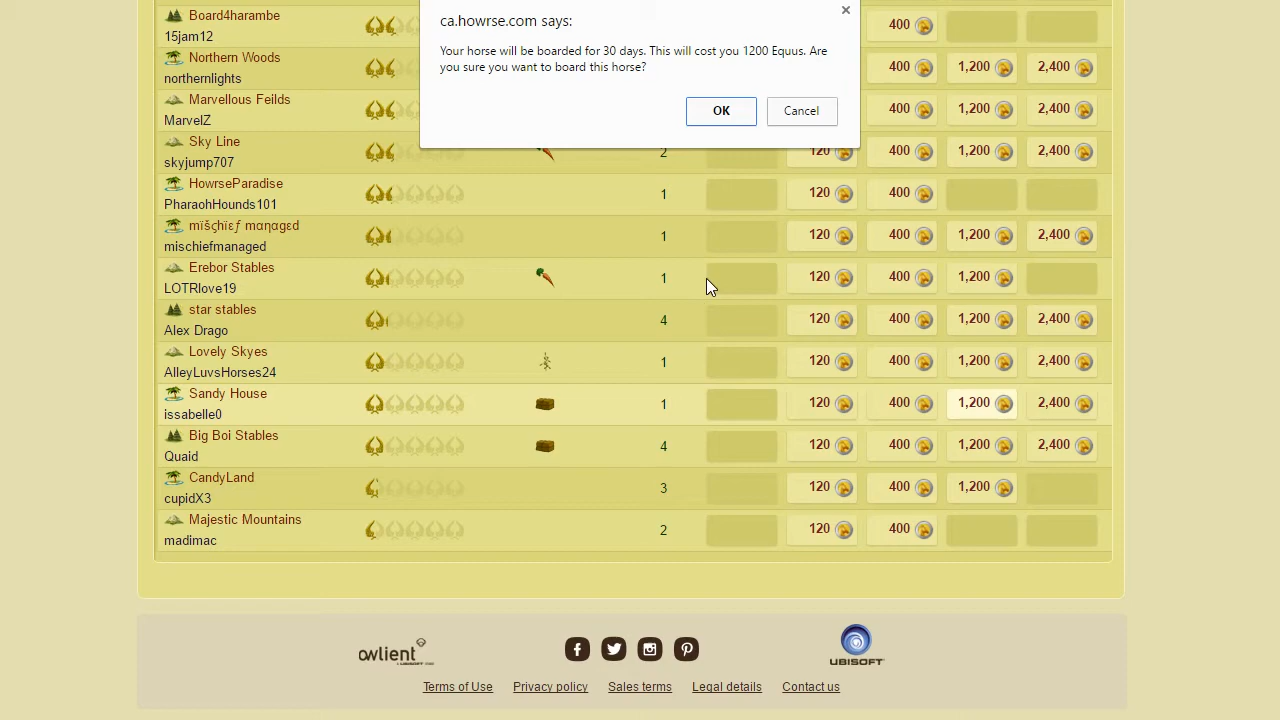 Board4harambe
15jam12 400
ca.howrse.com says:
Your horse will be boarded for 30 days. This will cost you 1200 Equus. Are
you sure you want to board this horse?
OK Cancel
Northern Woods
northernlights 400 1,200 2,400
Marvellous Feilds
MarvelZ 400 1,200 2,400
Sky Line
skyjump707 2 120 400 1,200 2,400
HowrseParadise
PharaohHounds101 1 120 400
mïšçhïєƒ mαηαgєd
mischiefmanaged 1 120 400 1,200 2,400
Erebor Stables
LOTRlove19 1 120 400 1,200
star stables
Alex Drago 4 120 400 1,200 2,400
Lovely Skyes
AlleyLuvsHorses24 1 120 400 1,200 2,400
Sandy House
issabelle0 1 120 400 1,200 2,400
Big Boi Stables
Quaid 4 120 400 1,200 2,400
CandyLand
cupidX3 3 120 400 1,200
Majestic Mountains
madimac 2 120 400
owlient
UBISOFT
Terms of Use Privacy policy Sales terms Legal details Contact us